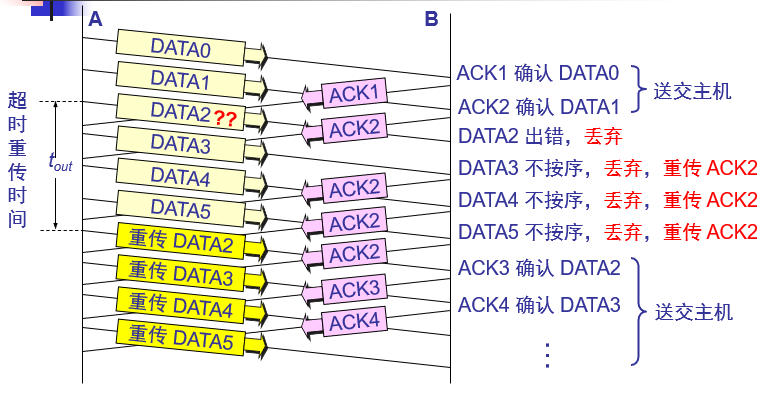 A
B
超时重传时间
tout
DATA0
DATA1
DATA2 ??
DATA3
DATA4
DATA5
重传 DATA2
重传 DATA3
重传 DATA4
重传 DATA5
ACK1
ACK2
ACK2
ACK2
ACK2
ACK3
ACK4
ACK1 确认 DATA0
ACK2 确认 DATA1
送交主机
DATA2 出错，丢弃
DATA3 不按序，丢弃，重传 ACK2
DATA4 不按序，丢弃，重传 ACK2
DATA5 不按序，丢弃，重传 ACK2
ACK3 确认 DATA2
ACK4 确认 DATA3
送交主机
⋮